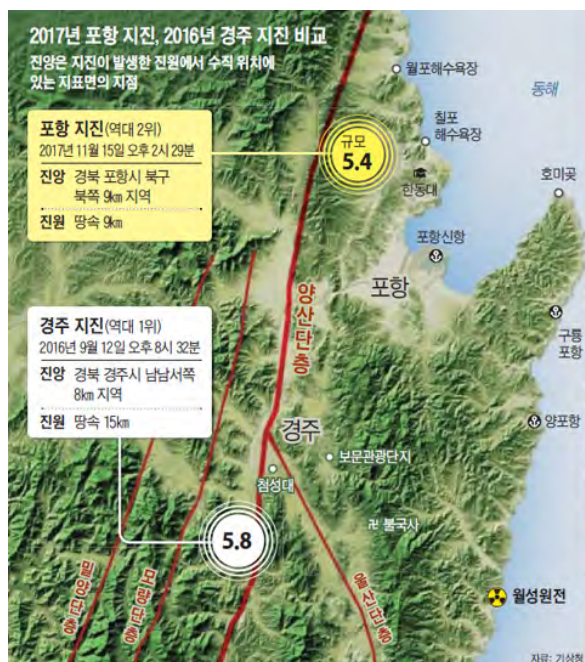 2017년 포항 지진, 2016년 경주 지진 비교
진앙은 지진이 발생한 진원에서 수직 위치에
있는 지표면의 지점
포항 지진(역대 2위)
2017년 11월 15일 오후 2시 29분
진앙 경북 포항시 북구
북쪽 9km 지역
진원 땅속 9km
규모
5.4
월포해수욕장
동해
칠포
해수욕장
한동대
호미곶
포항신항
포항
구룡
포항
양산단층
경주 지진(역대 1위)
2016년 9월 12일 오후 8시 32분
진앙 경북 경주시 남남서쪽
8km 지역
진원 땅속 15km
양포항
경주
보문관광단지
첨성대
5.8
불국사
밀양단층
모량단층
울산단층
월성원전
자료: 기상청